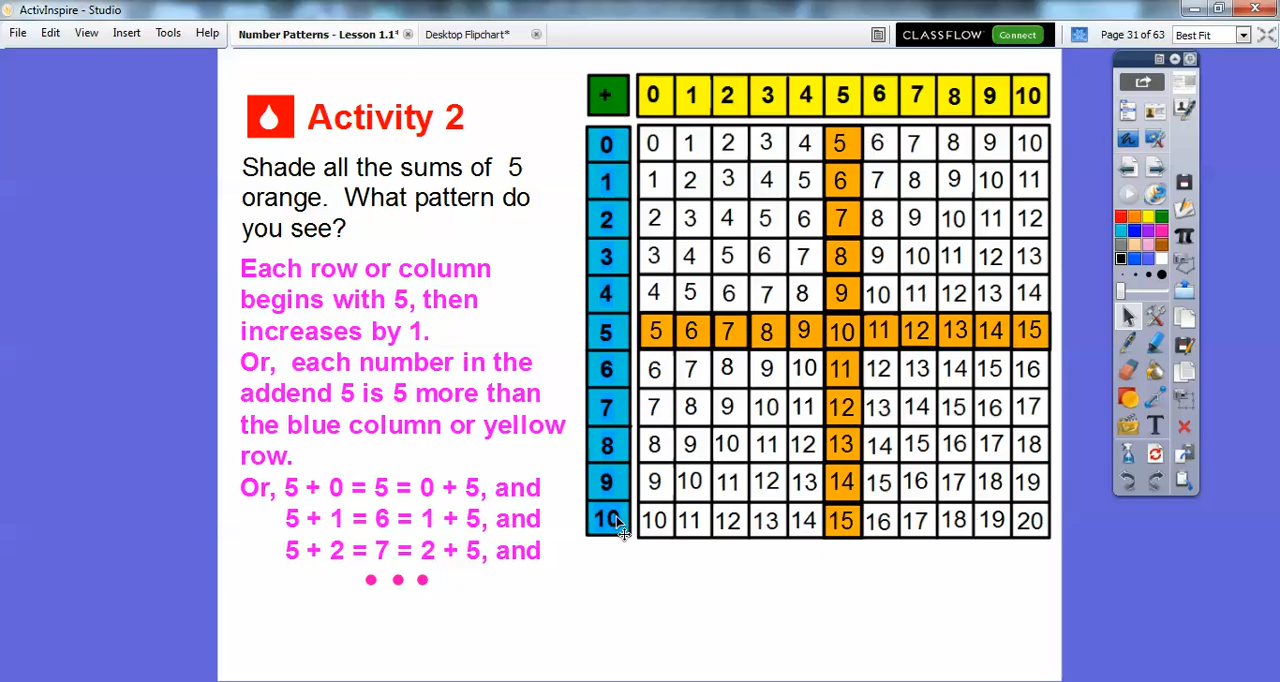 ActivInspire - Studio
File Edit View Insert Tools Help
Number Patterns - Lesson 1.1*
Desktop Flipchart*
CLASSFLOW Connect
Page 31 of 63
Best Fit
Activity 2
Shade all the sums of 5
orange. What pattern do
you see?
Each row or column
begins with 5, then
increases by 1.
Or, each number in the
addend 5 is 5 more than
the blue column or yellow
row.
Or, 5 + 0 = 5 = 0 + 5, and
5 + 1 = 6 = 1 + 5, and
5 + 2 = 7 = 2 + 5, and
• • •
+ 0 1 2 3 4 5 6 7 8 9 10
0 0 1 2 3 4 5 6 7 8 9 10
1 1 2 3 4 5 6 7 8 9 10 11
2 2 3 4 5 6 7 8 9 10 11 12
3 3 4 5 6 7 8 9 10 11 12 13
4 4 5 6 7 8 9 10 11 12 13 14
5 5 6 7 8 9 10 11 12 13 14 15
6 6 7 8 9 10 11 12 13 14 15 16
7 7 8 9 10 11 12 13 14 15 16 17
8 8 9 10 11 12 13 14 15 16 17 18
9 9 10 11 12 13 14 15 16 17 18 19
10 10 11 12 13 14 15 16 17 18 19 20